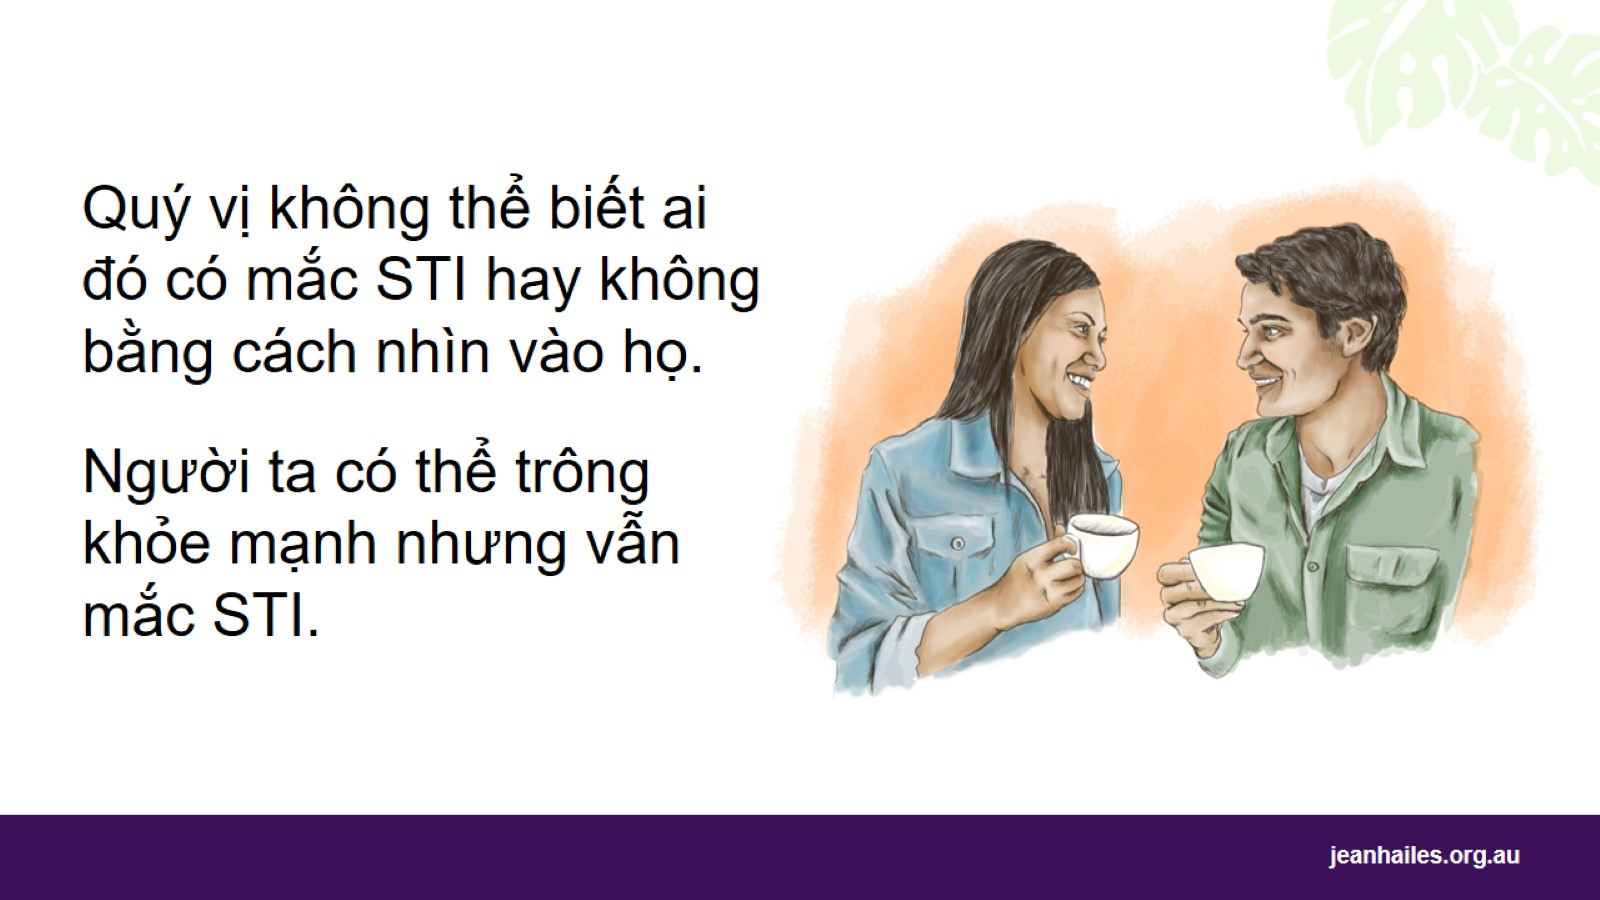 Quý vị không thể biết ai
đó có mắc STI hay không
bằng cách nhìn vào họ.
Người ta có thể trông
khỏe mạnh nhưng vẫn
mắc STI.
jeanhailes.org.au